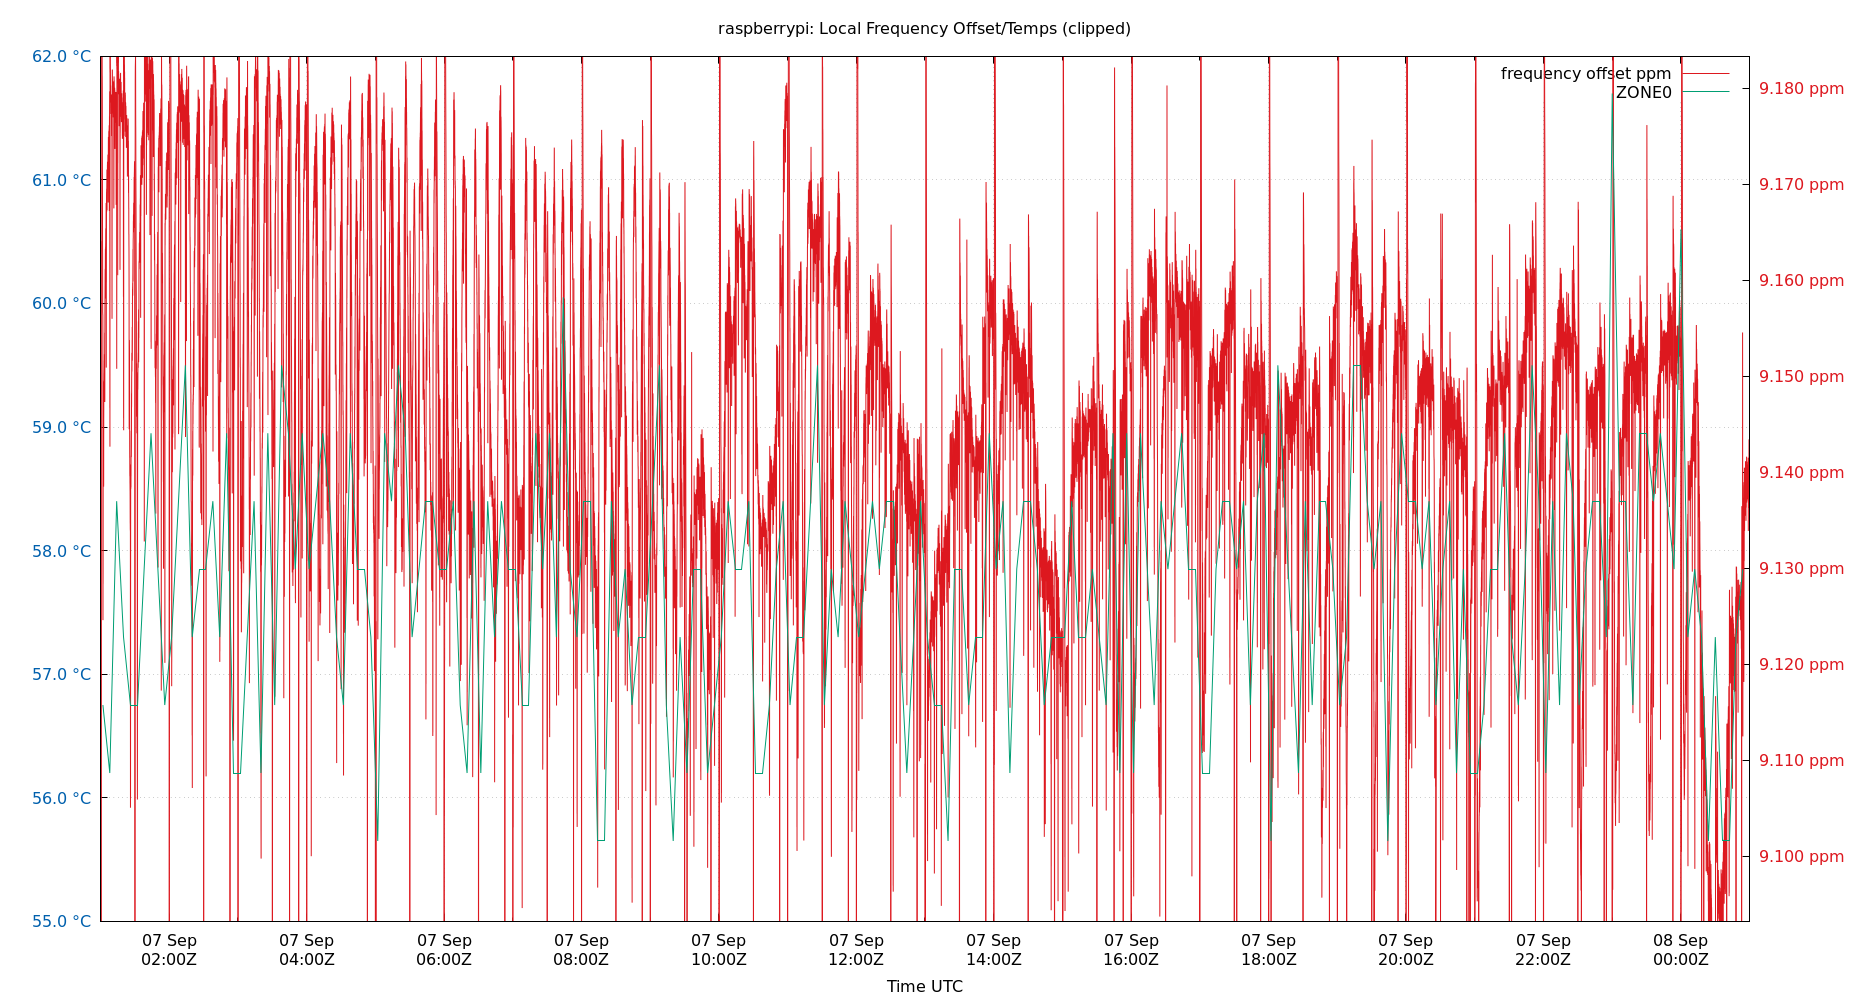 raspberrypi: Local Frequency Offset/Temps (clipped)
62.0 °C
61.0 °C
60.0 °C
59.0 °C
58.0 °C
57.0 °C
56.0 °C
55.0 °C
frequency offset ppm
ZONE0
9.180 ppm
9.170 ppm
9.160 ppm
9.150 ppm
9.140 ppm
9.130 ppm
9.120 ppm
9.110 ppm
9.100 ppm
07 Sep 07 Sep 07 Sep 07 Sep 07 Sep 07 Sep 07 Sep 07 Sep 07 Sep 07 Sep 07 Sep 08 Sep
02:00Z 04:00Z 06:00Z 08:00Z 10:00Z 12:00Z 14:00Z 16:00Z 18:00Z 20:00Z 22:00Z 00:00Z
Time UTC